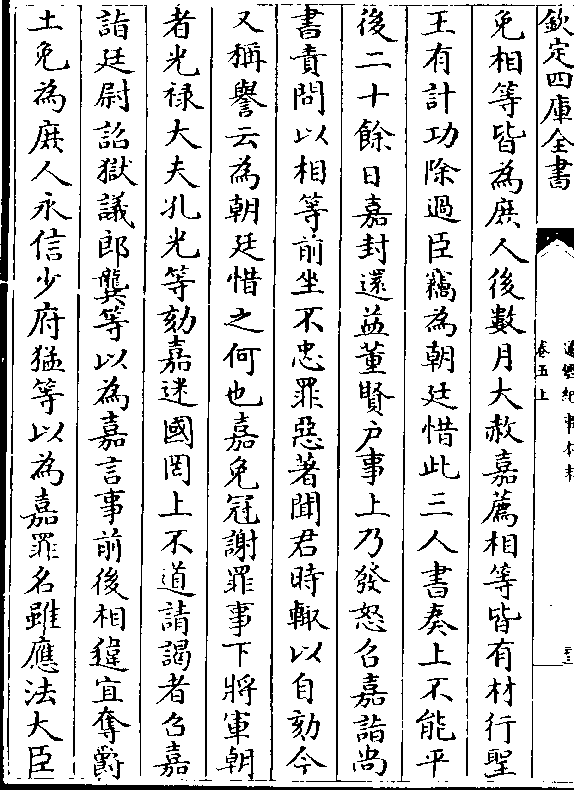 欽定四庫全書
通鑑紀事本末
卷五上
免相等皆為庶人後數月大赦嘉薦相等皆有材行聖
王有計功除過臣竊為朝廷惜此三人書奏上不能平
後二十餘日嘉封還益董賢户事上乃發怒召嘉詣尚
書責問以相等前坐不忠罪惡著聞君時輙以自劾今
又稱譽云為朝廷惜之何也嘉免冠謝罪事下將軍朝
者光禄大夫孔光等劾嘉迷國罔上不道請謁者召嘉
詣廷尉詔獄議郎龔等以為嘉言事前後相違宜奪爵
土免為庶人永信少府猛等以為嘉罪名雖應法大臣